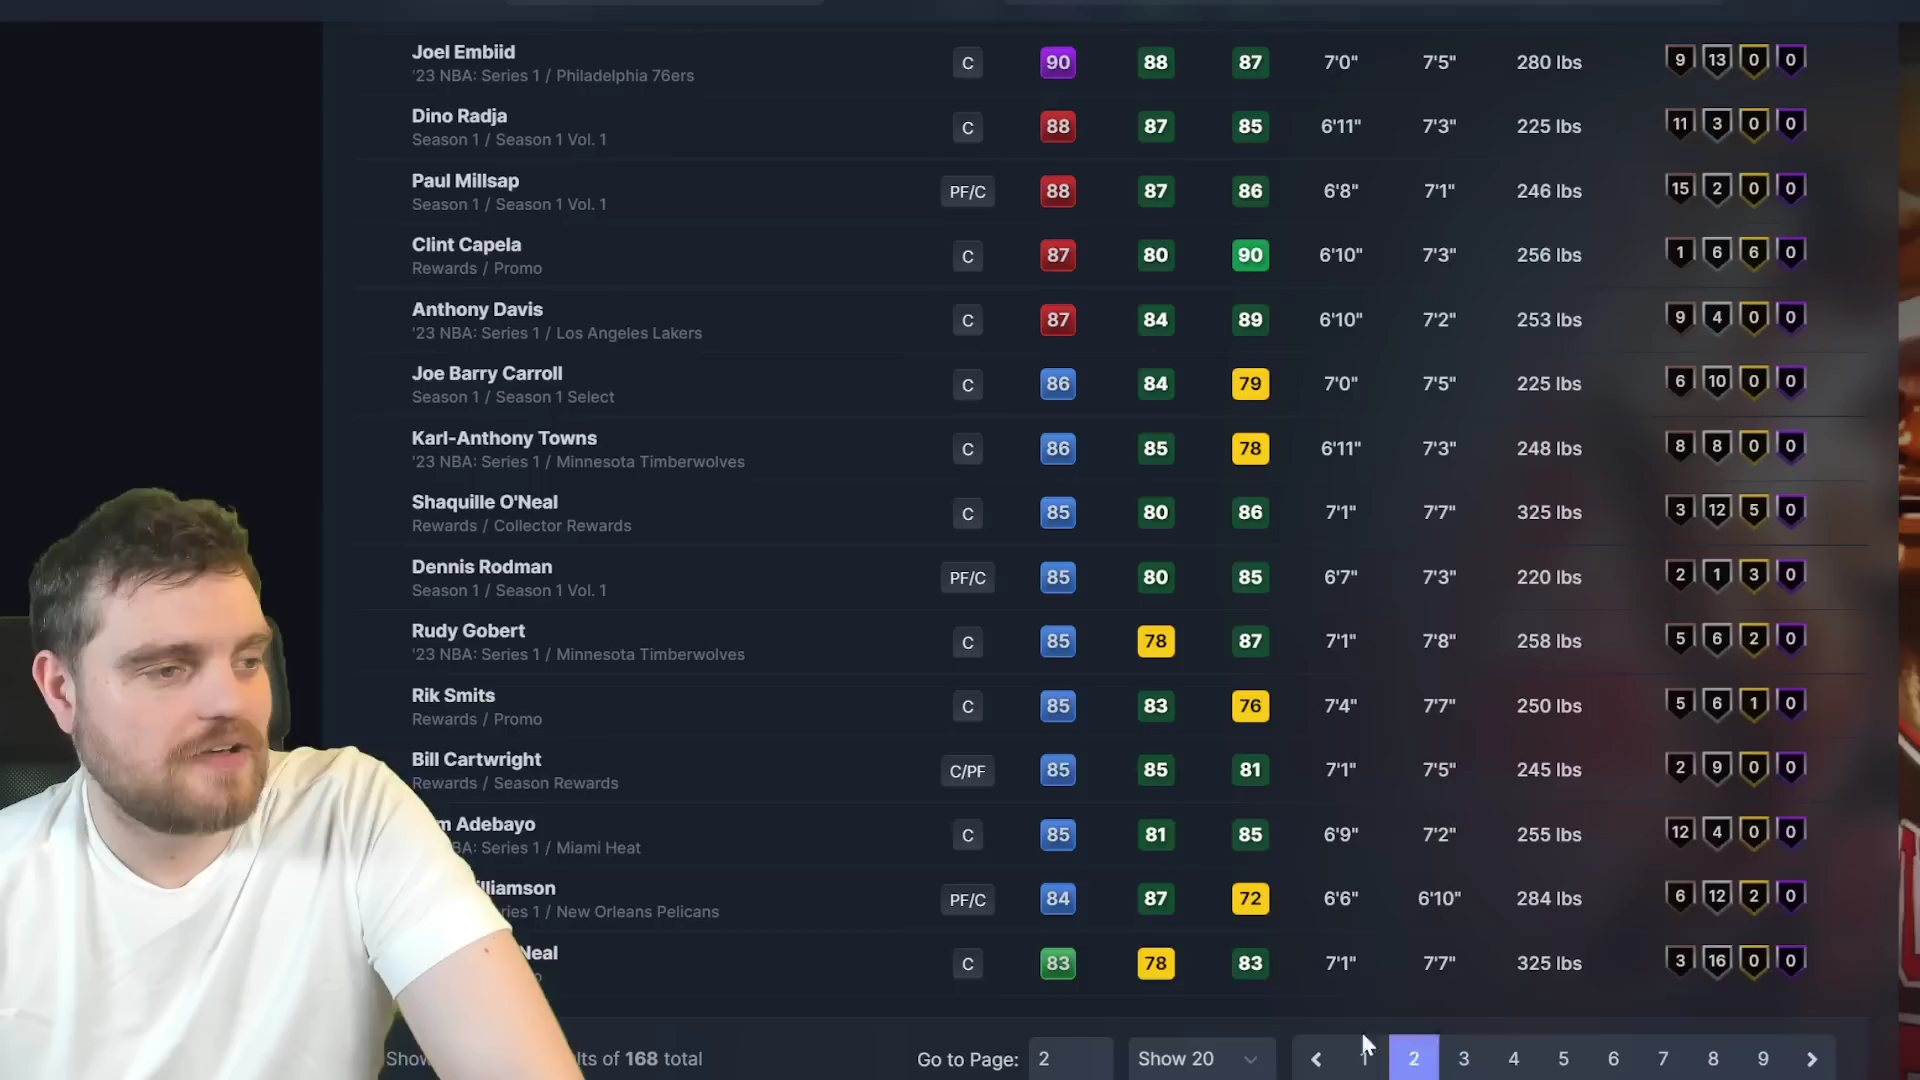 Joel Embiid
'23 NBA: Series 1 / Philadelphia 76ers
C 90 88 87 7'0" 7'5" 280 lbs 9 13 0 0
Dino Radja
Season 1 / Season 1 Vol. 1
C 88 87 85 6'11" 7'3" 225 lbs 11 3 0 0
Paul Millsap
Season 1 / Season 1 Vol. 1
PF/C 88 87 86 6'8" 7'1" 246 lbs 15 2 0 0
Clint Capela
Rewards / Promo
C 87 80 90 6'10" 7'3" 256 lbs 1 6 6 0
Anthony Davis
'23 NBA: Series 1 / Los Angeles Lakers
C 87 84 89 6'10" 7'2" 253 lbs 9 4 0 0
Joe Barry Carroll
Season 1 / Season 1 Select
C 86 84 79 7'0" 7'5" 225 lbs 6 10 0 0
Karl-Anthony Towns
'23 NBA: Series 1 / Minnesota Timberwolves
C 86 85 78 6'11" 7'3" 248 lbs 8 8 0 0
Shaquille O'Neal
Rewards / Collector Rewards
C 85 80 86 7'1" 7'7" 325 lbs 3 12 5 0
Dennis Rodman
Season 1 / Season 1 Vol. 1
PF/C 85 80 85 6'7" 7'3" 220 lbs 2 1 3 0
Rudy Gobert
'23 NBA: Series 1 / Minnesota Timberwolves
C 85 78 87 7'1" 7'8" 258 lbs 5 6 2 0
Rik Smits
Rewards / Promo
C 85 83 76 7'4" 7'7" 250 lbs 5 6 1 0
Bill Cartwright
Rewards / Season Rewards
C/PF 85 85 81 7'1" 7'5" 245 lbs 2 9 0 0
m Adebayo
BA: Series 1 / Miami Heat
C 85 81 85 6'9" 7'2" 255 lbs 12 4 0 0
illiamson
ries 1 / New Orleans Pelicans
PF/C 84 87 72 6'6" 6'10" 284 lbs 6 12 2 0
Neal
C 83 78 83 7'1" 7'7" 325 lbs 3 16 0 0
Show lts of 168 total Go to Page: 2 Show 20 1 2 3 4 5 6 7 8 9